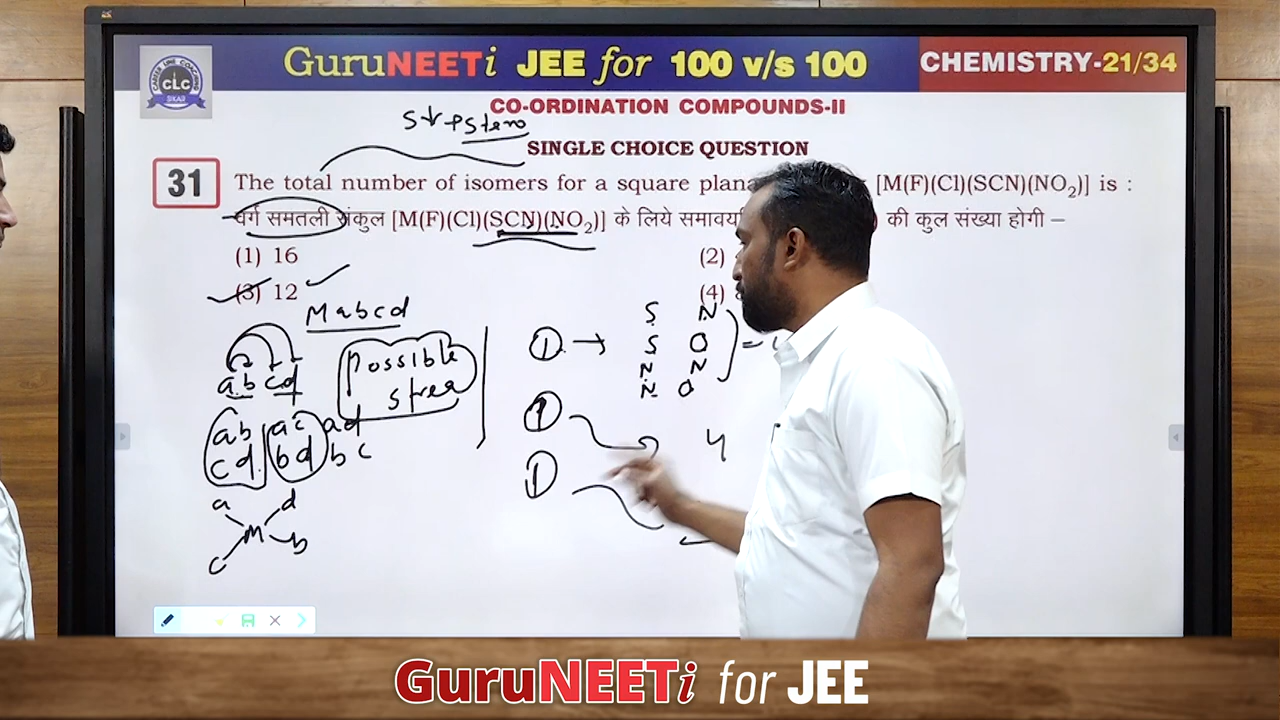 GuruNEETi JEE for 100 v/s 100
CHEMISTRY-21/34
CLC
SIKAR
CO-ORDINATION COMPOUNDS-II
Str + Stereo
SINGLE CHOICE QUESTION
31 The total number of isomers for a square plana [M(F)(Cl)(SCN)(NO₂)] is :
वर्ग समतली संकुल [M(F)(Cl)(SCN)(NO₂)] के लिये समावय की कुल संख्या होगी –
(1) 16
(2)
(3) 12
(4)
Mabcd
possible
ab cd
ab ac ad
cd bd bc
a d
M
c b
1 → S N
S O
N N
N O
1 4
1
GuruNEETi for JEE